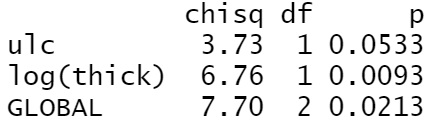 chisq df p
ulc 3.73 1 0.0533
log(thick) 6.76 1 0.0093
GLOBAL 7.70 2 0.0213